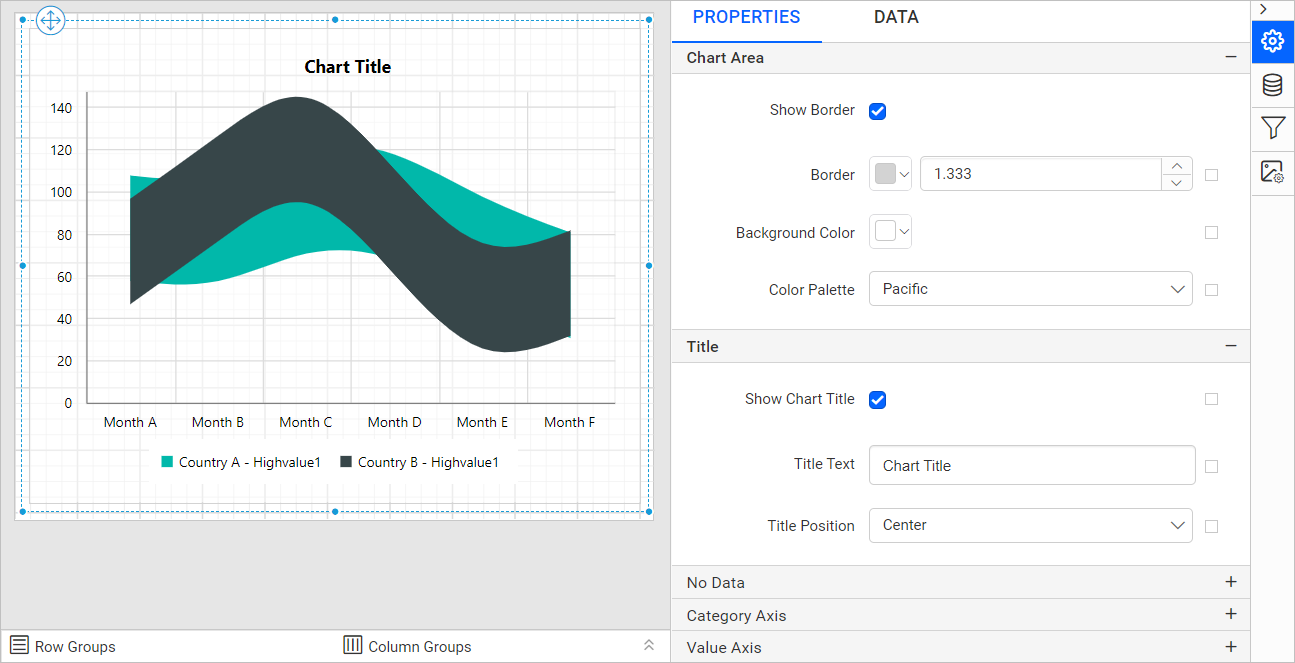 PROPERTIES
DATA
Chart Title
140
120
100
80
60
40
20
0
Month A
Month B
Month C
Month D
Month E
Month F
Country A - Highvalue1
Country B - Highvalue1
Row Groups
Column Groups
Chart Area
Show Border
Border
1.333
Background Color
Color Palette
Pacific
Title
Show Chart Title
Title Text
Chart Title
Title Position
Center
No Data
Category Axis
Value Axis